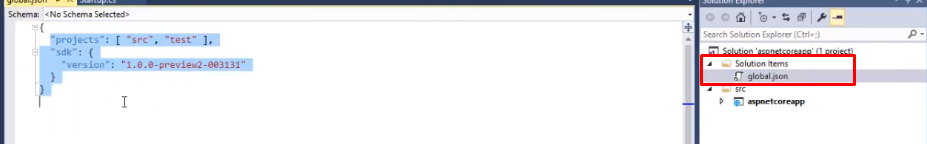 global.json
Startup.cs
Schema: <No Schema Selected>
{
"projects": [ "src", "test" ],
"sdk": {
"version": "1.0.0-preview2-003131"
}
}
Solution Explorer
Search Solution Explorer (Ctrl+;)
Solution 'aspnetcoreapp' (1 project)
Solution Items
global.json
src
aspnetcoreapp